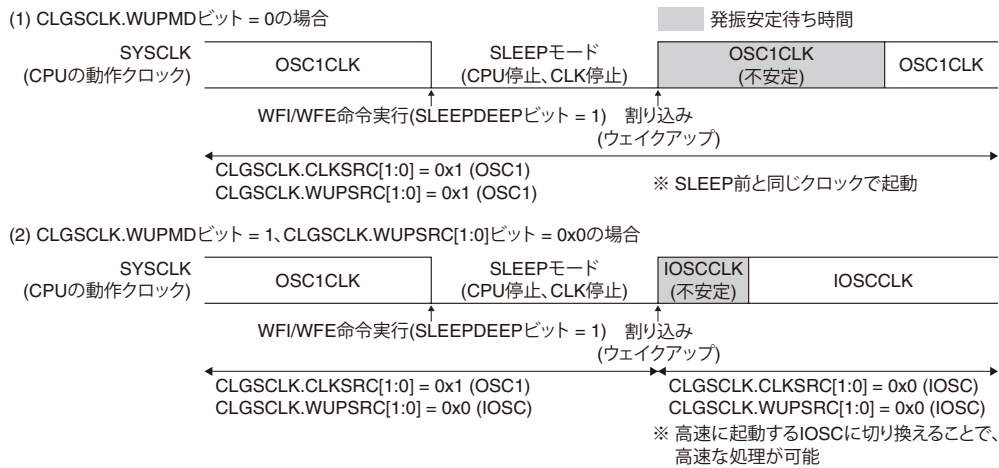 (1) CLGSCLK.WUPMDビット = 0の場合
発振安定待ち時間
SYSCLK
(CPUの動作クロック)
OSC1CLK
SLEEPモード
(CPU停止、CLK停止)
OSC1CLK
(不安定)
OSC1CLK
WFI/WFE命令実行(SLEEPDEEPビット = 1)
割り込み
(ウェイクアップ)
CLGSCLK.CLKSRC[1:0] = 0x1 (OSC1)
CLGSCLK.WUPSRC[1:0] = 0x1 (OSC1)
※ SLEEP前と同じクロックで起動
(2) CLGSCLK.WUPMDビット = 1、CLGSCLK.WUPSRC[1:0]ビット = 0x0の場合
SYSCLK
(CPUの動作クロック)
OSC1CLK
SLEEPモード
(CPU停止、CLK停止)
IOSCCLK
(不安定)
IOSCCLK
WFI/WFE命令実行(SLEEPDEEPビット = 1)
割り込み
(ウェイクアップ)
CLGSCLK.CLKSRC[1:0] = 0x1 (OSC1)
CLGSCLK.WUPSRC[1:0] = 0x0 (IOSC)
CLGSCLK.CLKSRC[1:0] = 0x0 (IOSC)
CLGSCLK.WUPSRC[1:0] = 0x0 (IOSC)
※ 高速に起動するIOSCに切り換えることで、
高速な処理が可能